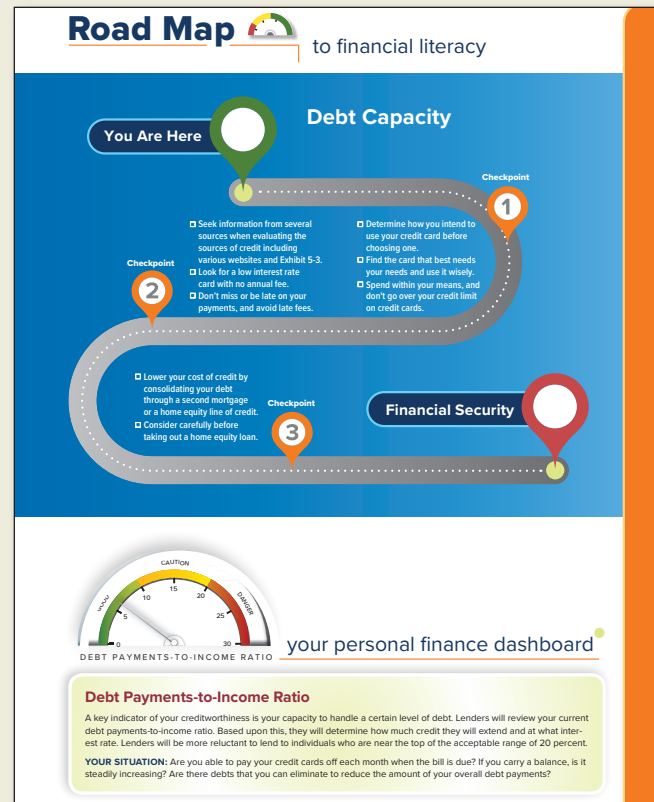 Road Map
to financial literacy
Debt Capacity
You Are Here
Checkpoint
1
Determine how you intend to
use your credit card before
choosing one.
Find the card that best needs
your needs and use it wisely.
Spend within your means, and
don't go over your credit limit
on credit cards.
Seek information from several
sources when evaluating the
sources of credit including
various websites and Exhibit 5-3.
Look for a low interest rate
card with no annual fee.
Don't miss or be late on your
payments, and avoid late fees.
Checkpoint
2
Lower your cost of credit by
consolidating your debt
through a second mortgage
or a home equity line of credit.
Consider carefully before
taking out a home equity loan.
Checkpoint
3
Financial Security
GOOD
CAUTION
DANGER
0
5
10
15
20
25
30
DEBT PAYMENTS-TO-INCOME RATIO
your personal finance dashboard
Debt Payments-to-Income Ratio
A key indicator of your creditworthiness is your capacity to handle a certain level of debt. Lenders will review your current
debt payments-to-income ratio. Based upon this, they will determine how much credit they will extend and at what inter-
est rate. Lenders will be more reluctant to lend to individuals who are near the top of the acceptable range of 20 percent.
YOUR SITUATION: Are you able to pay your credit cards off each month when the bill is due? If you carry a balance, is it
steadily increasing? Are there debts that you can eliminate to reduce the amount of your overall debt payments?